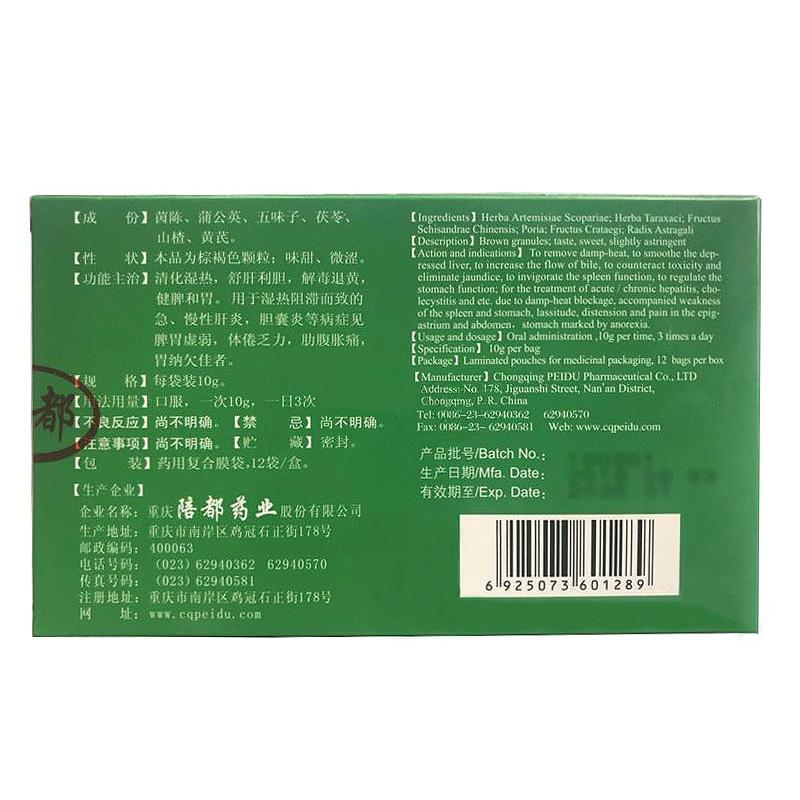 【成　份】茵陈、蒲公英、五味子、茯苓、
山楂、黄芪。
【性　状】本品为棕褐色颗粒；味甜、微涩。
【功能主治】清化湿热，舒肝利胆，解毒退黄，
健脾和胃。用于湿热阻滞而致的
急、慢性肝炎，胆囊炎等病症见
脾胃虚弱，体倦乏力，肋腹胀痛，
胃纳欠佳者。
【规　格】每袋装10g。
【用法用量】口服，一次10g，一日3次
【不良反应】尚不明确。【禁　忌】尚不明确。
【注意事项】尚不明确。【贮　藏】密封。
【包　装】药用复合膜袋，12袋/盒。
【生产企业】
企业名称：重庆陪都药业股份有限公司
生产地址：重庆市南岸区鸡冠石正街178号
邮政编码：400063
电话号码：(023) 62940362 62940570
传真号码：(023) 62940581
注册地址：重庆市南岸区鸡冠石正街178号
网　址：www.cqpeidu.com
都
【Ingredients】Herba Artemisiae Scopariae; Herba Taraxaci; Fructus
Schisandrae Chinensis; Poria; Fructus Crataegi; Radix Astragali
【Description】Brown granules; taste, sweet, slightly astringent
【Action and indications】To remove damp-heat, to smoothe the dep-
ressed liver, to increase the flow of bile, to counteract toxicity and
eliminate jaundice, to invigorate the spleen function, to regulate the
stomach function; for the treatment of acute / chronic hepatitis, cho-
lecystitis and etc. due to damp-heat blockage, accompanied weakness
of the spleen and stomach, lassitude, distension and pain in the epig-
astrium and abdomen, stomach marked by anorexia.
【Usage and dosage】Oral administration ,10g per time, 3 times a day
【Specification】10g per bag
【Package】Laminated pouches for medicinal packaging, 12 bags per box
【Manufacturer】Chongqing PEIDU Pharmaceutical Co., LTD
Address: No. 178, Jiguanshi Street, Nan'an District,
Chongqing, P. R. China
Tel: 0086-23-62940362 62940570
Fax: 0086-23-62940581 Web: www.cqpeidu.com
产品批号/Batch No.:
生产日期/Mfa. Date:
有效期至/Exp. Date:
6 925073 601289